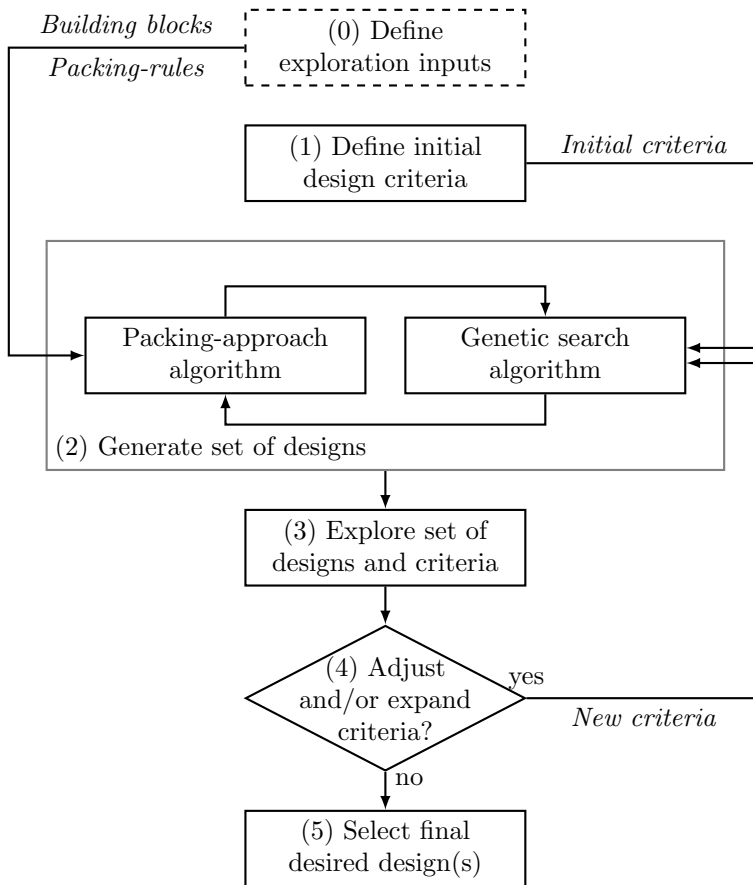 Building blocks
Packing-rules
(0) Define
exploration inputs
(1) Define initial
design criteria
Initial criteria
Packing-approach
algorithm
Genetic search
algorithm
(2) Generate set of designs
(3) Explore set of
designs and criteria
(4) Adjust
and/or expand
criteria?
yes
New criteria
no
(5) Select final
desired design(s)